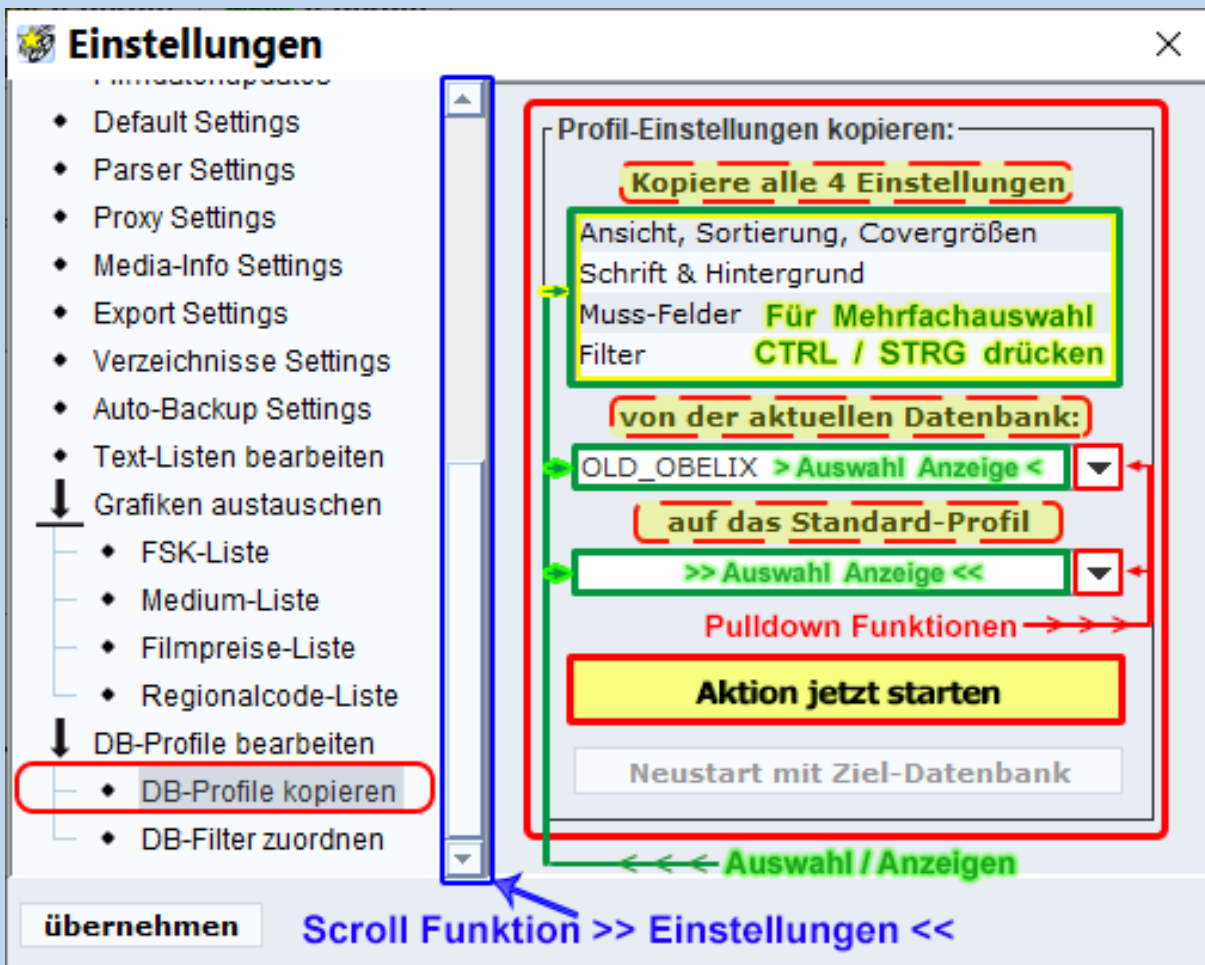 Einstellungen
Filmdatenupdates
Default Settings
Parser Settings
Proxy Settings
Media-Info Settings
Export Settings
Verzeichnisse Settings
Auto-Backup Settings
Text-Listen bearbeiten
Grafiken austauschen
FSK-Liste
Medium-Liste
Filmpreise-Liste
Regionalcode-Liste
DB-Profile bearbeiten
DB-Profile kopieren
DB-Filter zuordnen
Profil-Einstellungen kopieren:
Kopiere alle 4 Einstellungen
Ansicht, Sortierung, Covergrößen
Schrift & Hintergrund
Muss-Felder Für Mehrfachauswahl
Filter CTRL / STRG drücken
von der aktuellen Datenbank:
OLD_OBELIX > Auswahl Anzeige <
auf das Standard-Profil
>> Auswahl Anzeige <<
Pulldown Funktionen
Aktion jetzt starten
Neustart mit Ziel-Datenbank
Auswahl / Anzeigen
übernehmen
Scroll Funktion >> Einstellungen <<